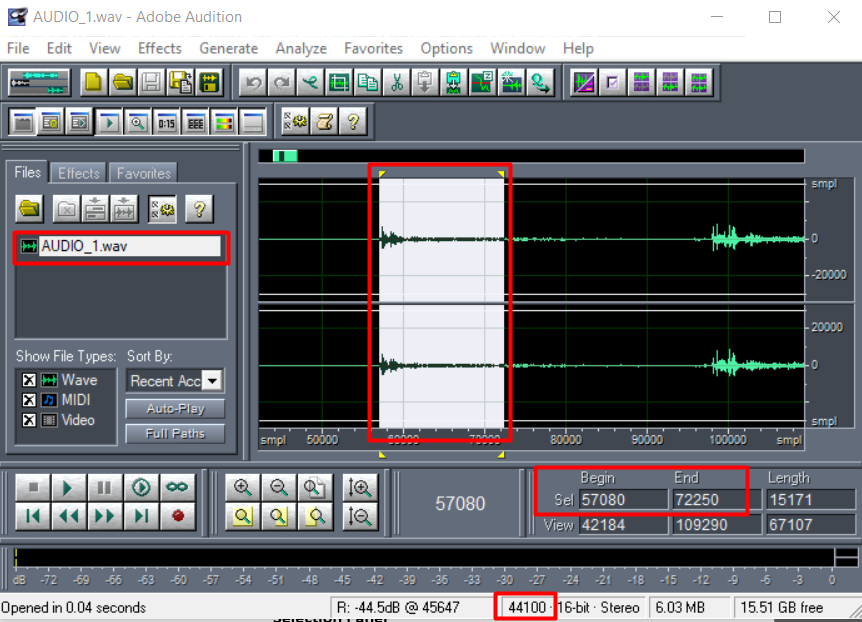 AUDIO_1.wav - Adobe Audition
File Edit View Effects Generate Analyze Favorites Options Window Help
0:15
Files Effects Favorites
AUDIO_1.wav
Show File Types: Sort By:
Wave
MIDI
Video
Recent Acc
Auto-Play
Full Paths
smpl
0
-20000
20000
0
smpl
smpl 50000 60000 70000 80000 90000 100000 smpl
57080
Begin End Length
Sel 57080 72250 15171
View 42184 109290 67107
dB -72 -69 -66 -63 -60 -57 -54 -51 -48 -45 -42 -39 -36 -33 -30 -27 -24 -21 -18 -15 -12 -9 -6 -3 0
Opened in 0.04 seconds R: -44.5dB @ 45647 44100 · 16-bit · Stereo 6.03 MB 15.51 GB free
Selection Panel